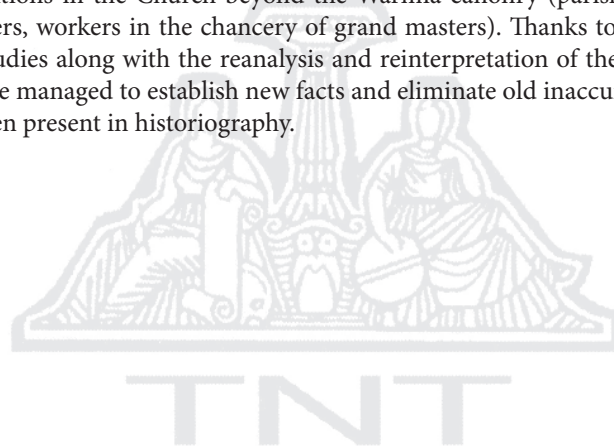 tions in the Church beyond the Warmia canonry (paris
ers, workers in the chancery of grand masters). Thanks to
udies along with the reanalysis and reinterpretation of the
e managed to establish new facts and eliminate old inaccu
en present in historiography.
TNT